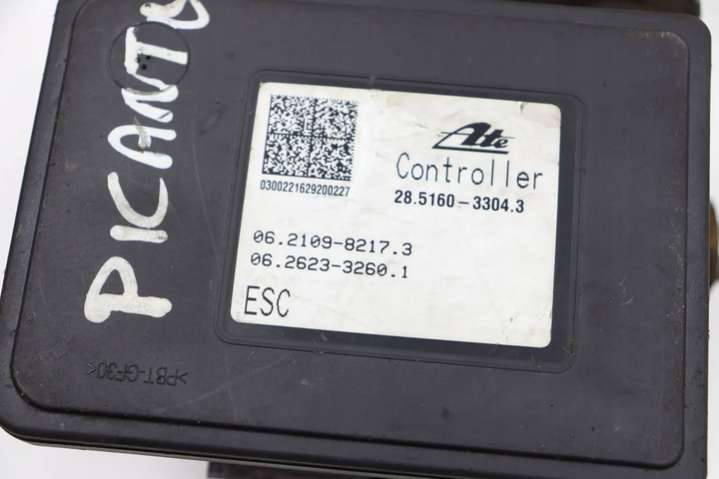 PICANTO
Ate
Controller
28.5160-3304.3
0300221629200227
06.2109-8217.3
06.2623-3260.1
ESC
>PBT-GF30<